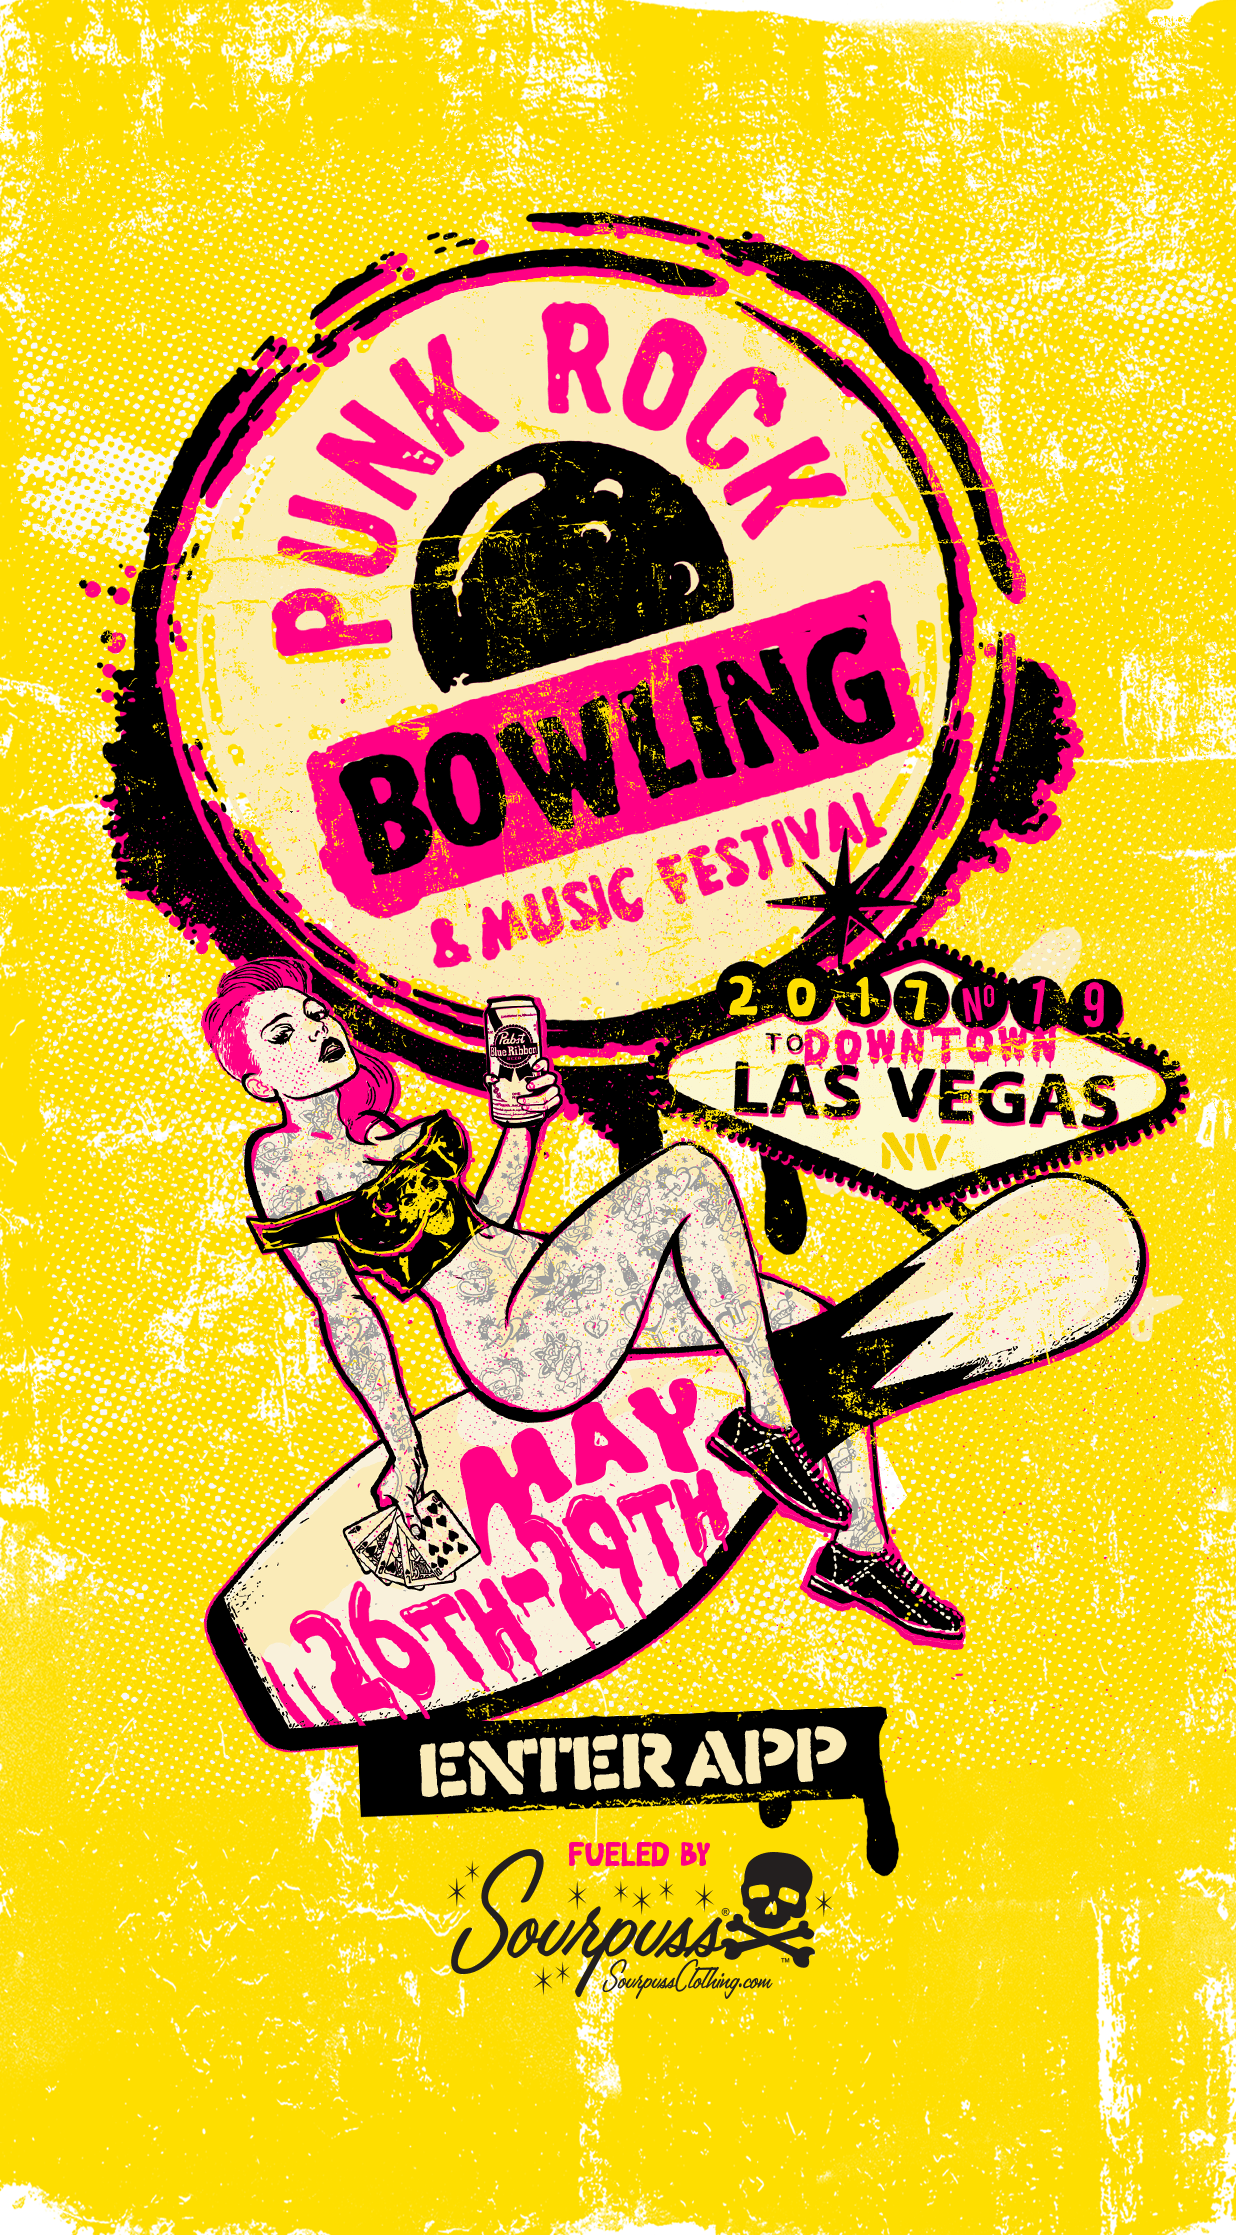 PUNK ROCK
BOWLING
& MUSIC FESTIVAL
2017 Nº 19
TO DOWNTOWN
LAS VEGAS
NV
Pabst
Blue Ribbon
MAY
26TH-29TH
ENTER APP
FUELED BY
Sourpuss®
™
SourpussClothing.com